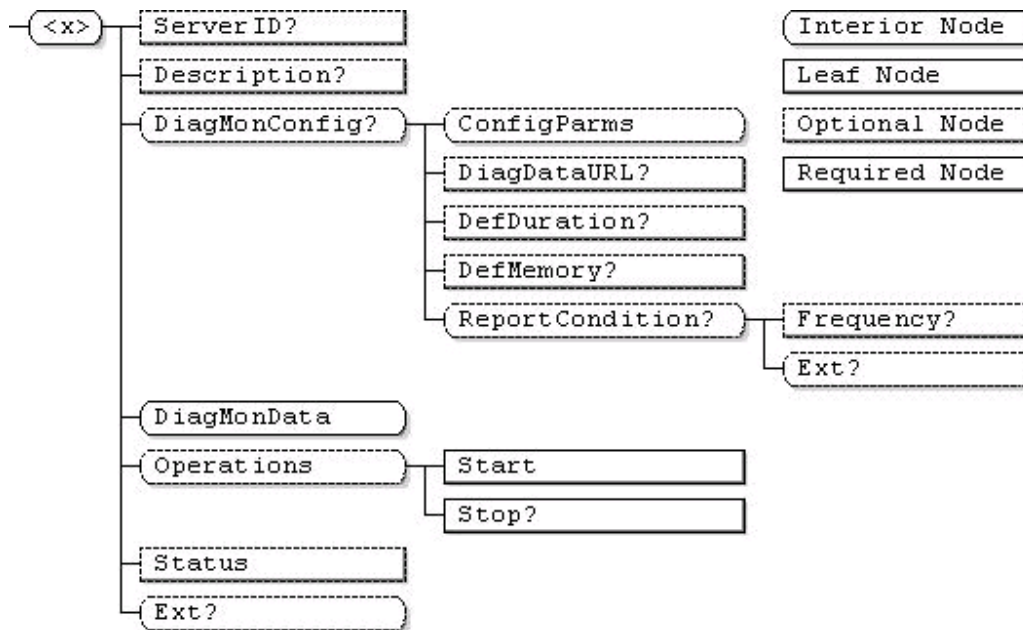 <x>
ServerID?
Interior Node
Description?
Leaf Node
DiagMonConfig?
ConfigParms
Optional Node
DiagDataURL?
Required Node
DefDuration?
DefMemory?
ReportCondition?
Frequency?
Ext?
DiagMonData
Operations
Start
Stop?
Status
Ext?